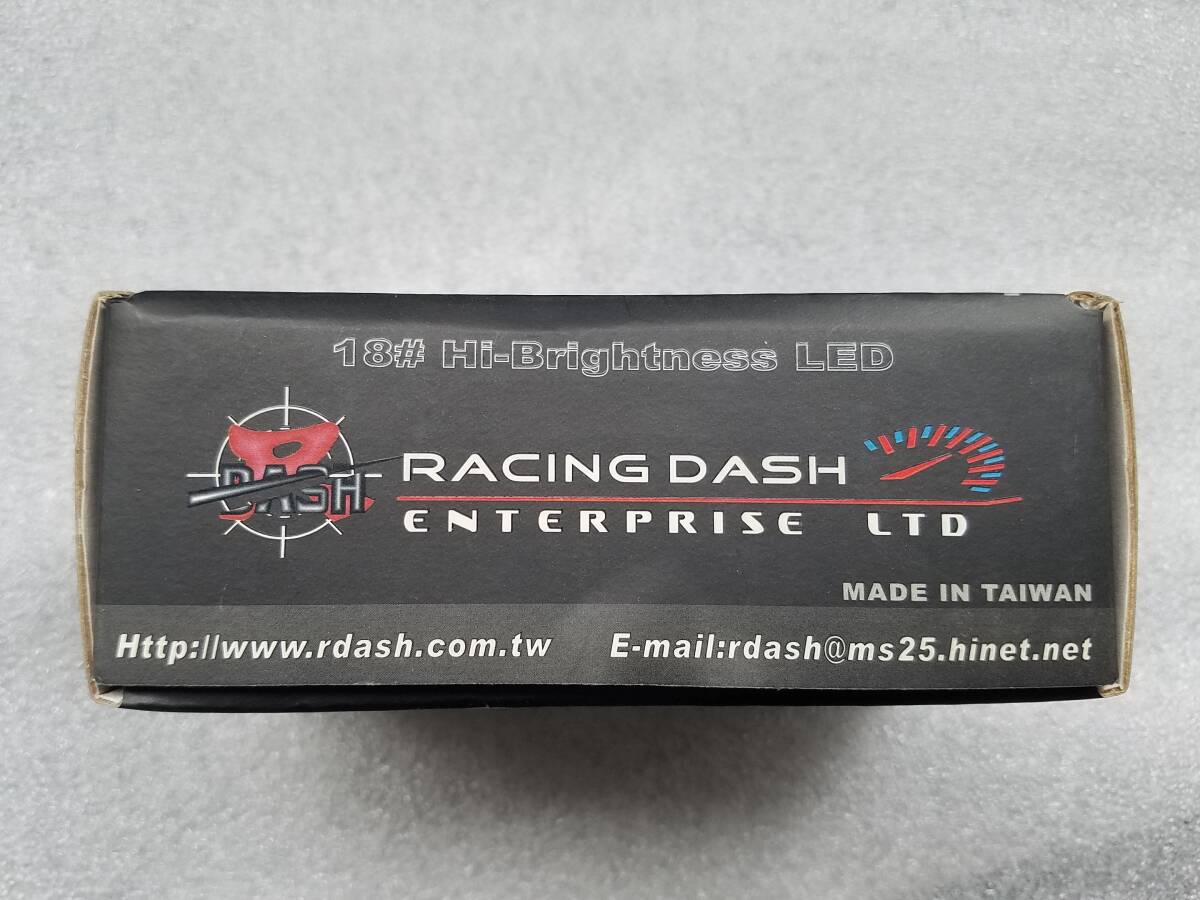 18# Hi-Brightness LED
R DASH
RACING DASH
ENTERPRISE LTD
MADE IN TAIWAN
Http://www.rdash.com.tw E-mail:rdash@ms25.hinet.net